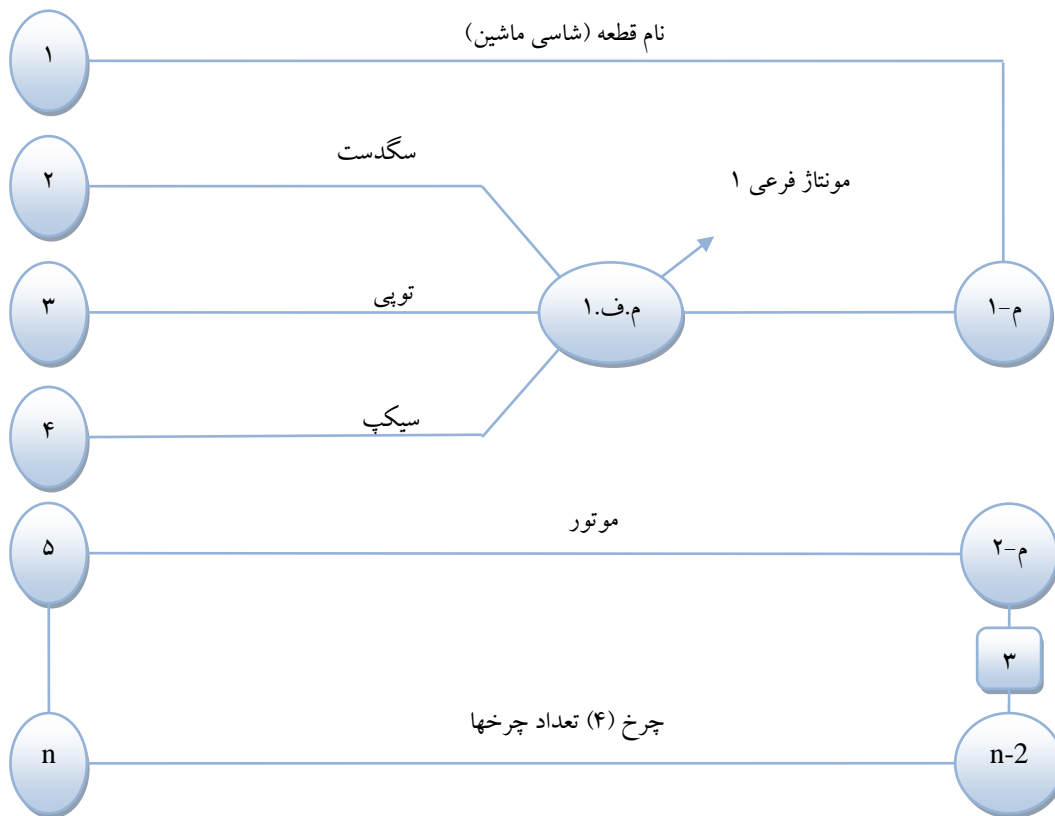 نام قطعه (شاسی ماشین)
۱
سگدست
۲
مونتاژ فرعی ۱
توپی
۳
م.ف.۱
م-۱
سیکپ
۴
موتور
۵
م-۲
۳
چرخ (۴) تعداد چرخها
n
n-2